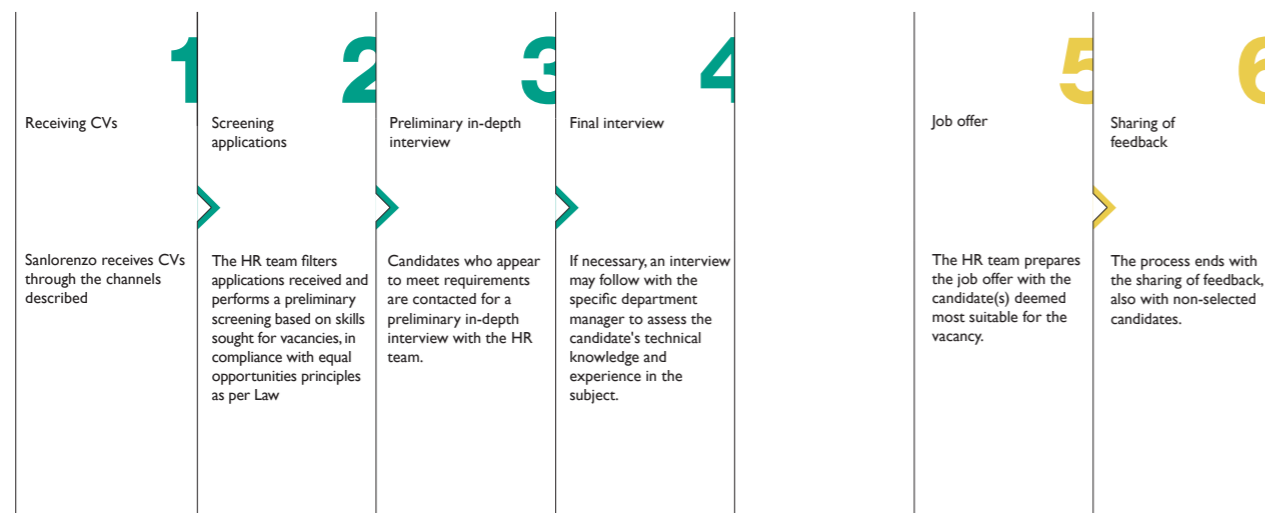 1
Receiving CVs
Sanlorenzo receives CVs
through the channels
described
2
Screening
applications
The HR team filters
applications received and
performs a preliminary
screening based on skills
sought for vacancies, in
compliance with equal
opportunities principles
as per Law
3
Preliminary in-depth
interview
Candidates who appear
to meet requirements
are contacted for a
preliminary in-depth
interview with the HR
team.
4
Final interview
If necessary, an interview
may follow with the
specific department
manager to assess the
candidate's technical
knowledge and
experience in the
subject.
5
Job offer
The HR team prepares
the job offer with the
candidate(s) deemed
most suitable for the
vacancy.
6
Sharing of
feedback
The process ends with
the sharing of feedback,
also with non-selected
candidates.